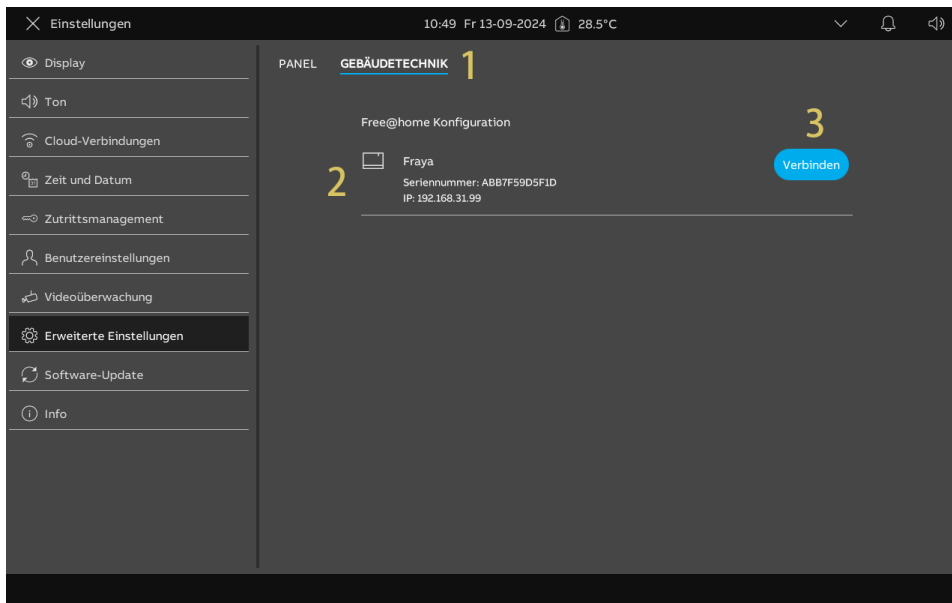 Einstellungen
10:49 Fr 13-09-2024 28.5°C
Display
Ton
Cloud-Verbindungen
Zeit und Datum
Zutrittsmanagement
Benutzereinstellungen
Videoüberwachung
Erweiterte Einstellungen
Software-Update
Info
PANEL GEBÄUDETECHNIK 1
Free@home Konfiguration
2
Fraya
Seriennummer: ABB7F59D5F1D
IP: 192.168.31.99
3
Verbinden